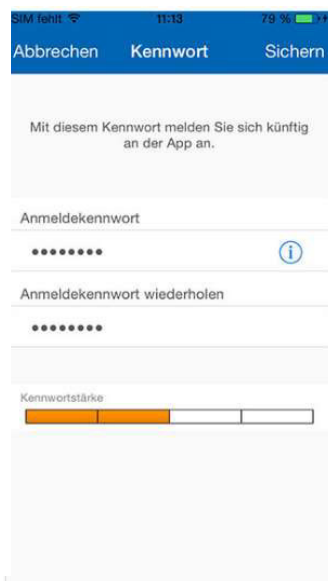 SIM fehlt 11:13 79 %
Abbrechen Kennwort Sichern
Mit diesem Kennwort melden Sie sich künftig
an der App an.
Anmeldekennwort
••••••••
Anmeldekennwort wiederholen
••••••••
Kennwortstärke